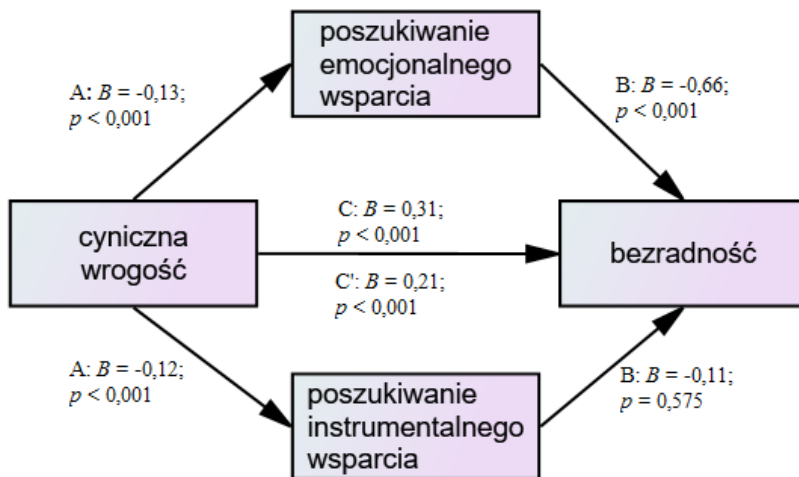 poszukiwanie
emocjonalnego
wsparcia
A: B = -0,13;
p < 0,001
B: B = -0,66;
p < 0,001
cyniczna
wrogość
C: B = 0,31;
p < 0,001
C': B = 0,21;
p < 0,001
bezradność
A: B = -0,12;
p < 0,001
poszukiwanie
instrumentalnego
wsparcia
B: B = -0,11;
p = 0,575